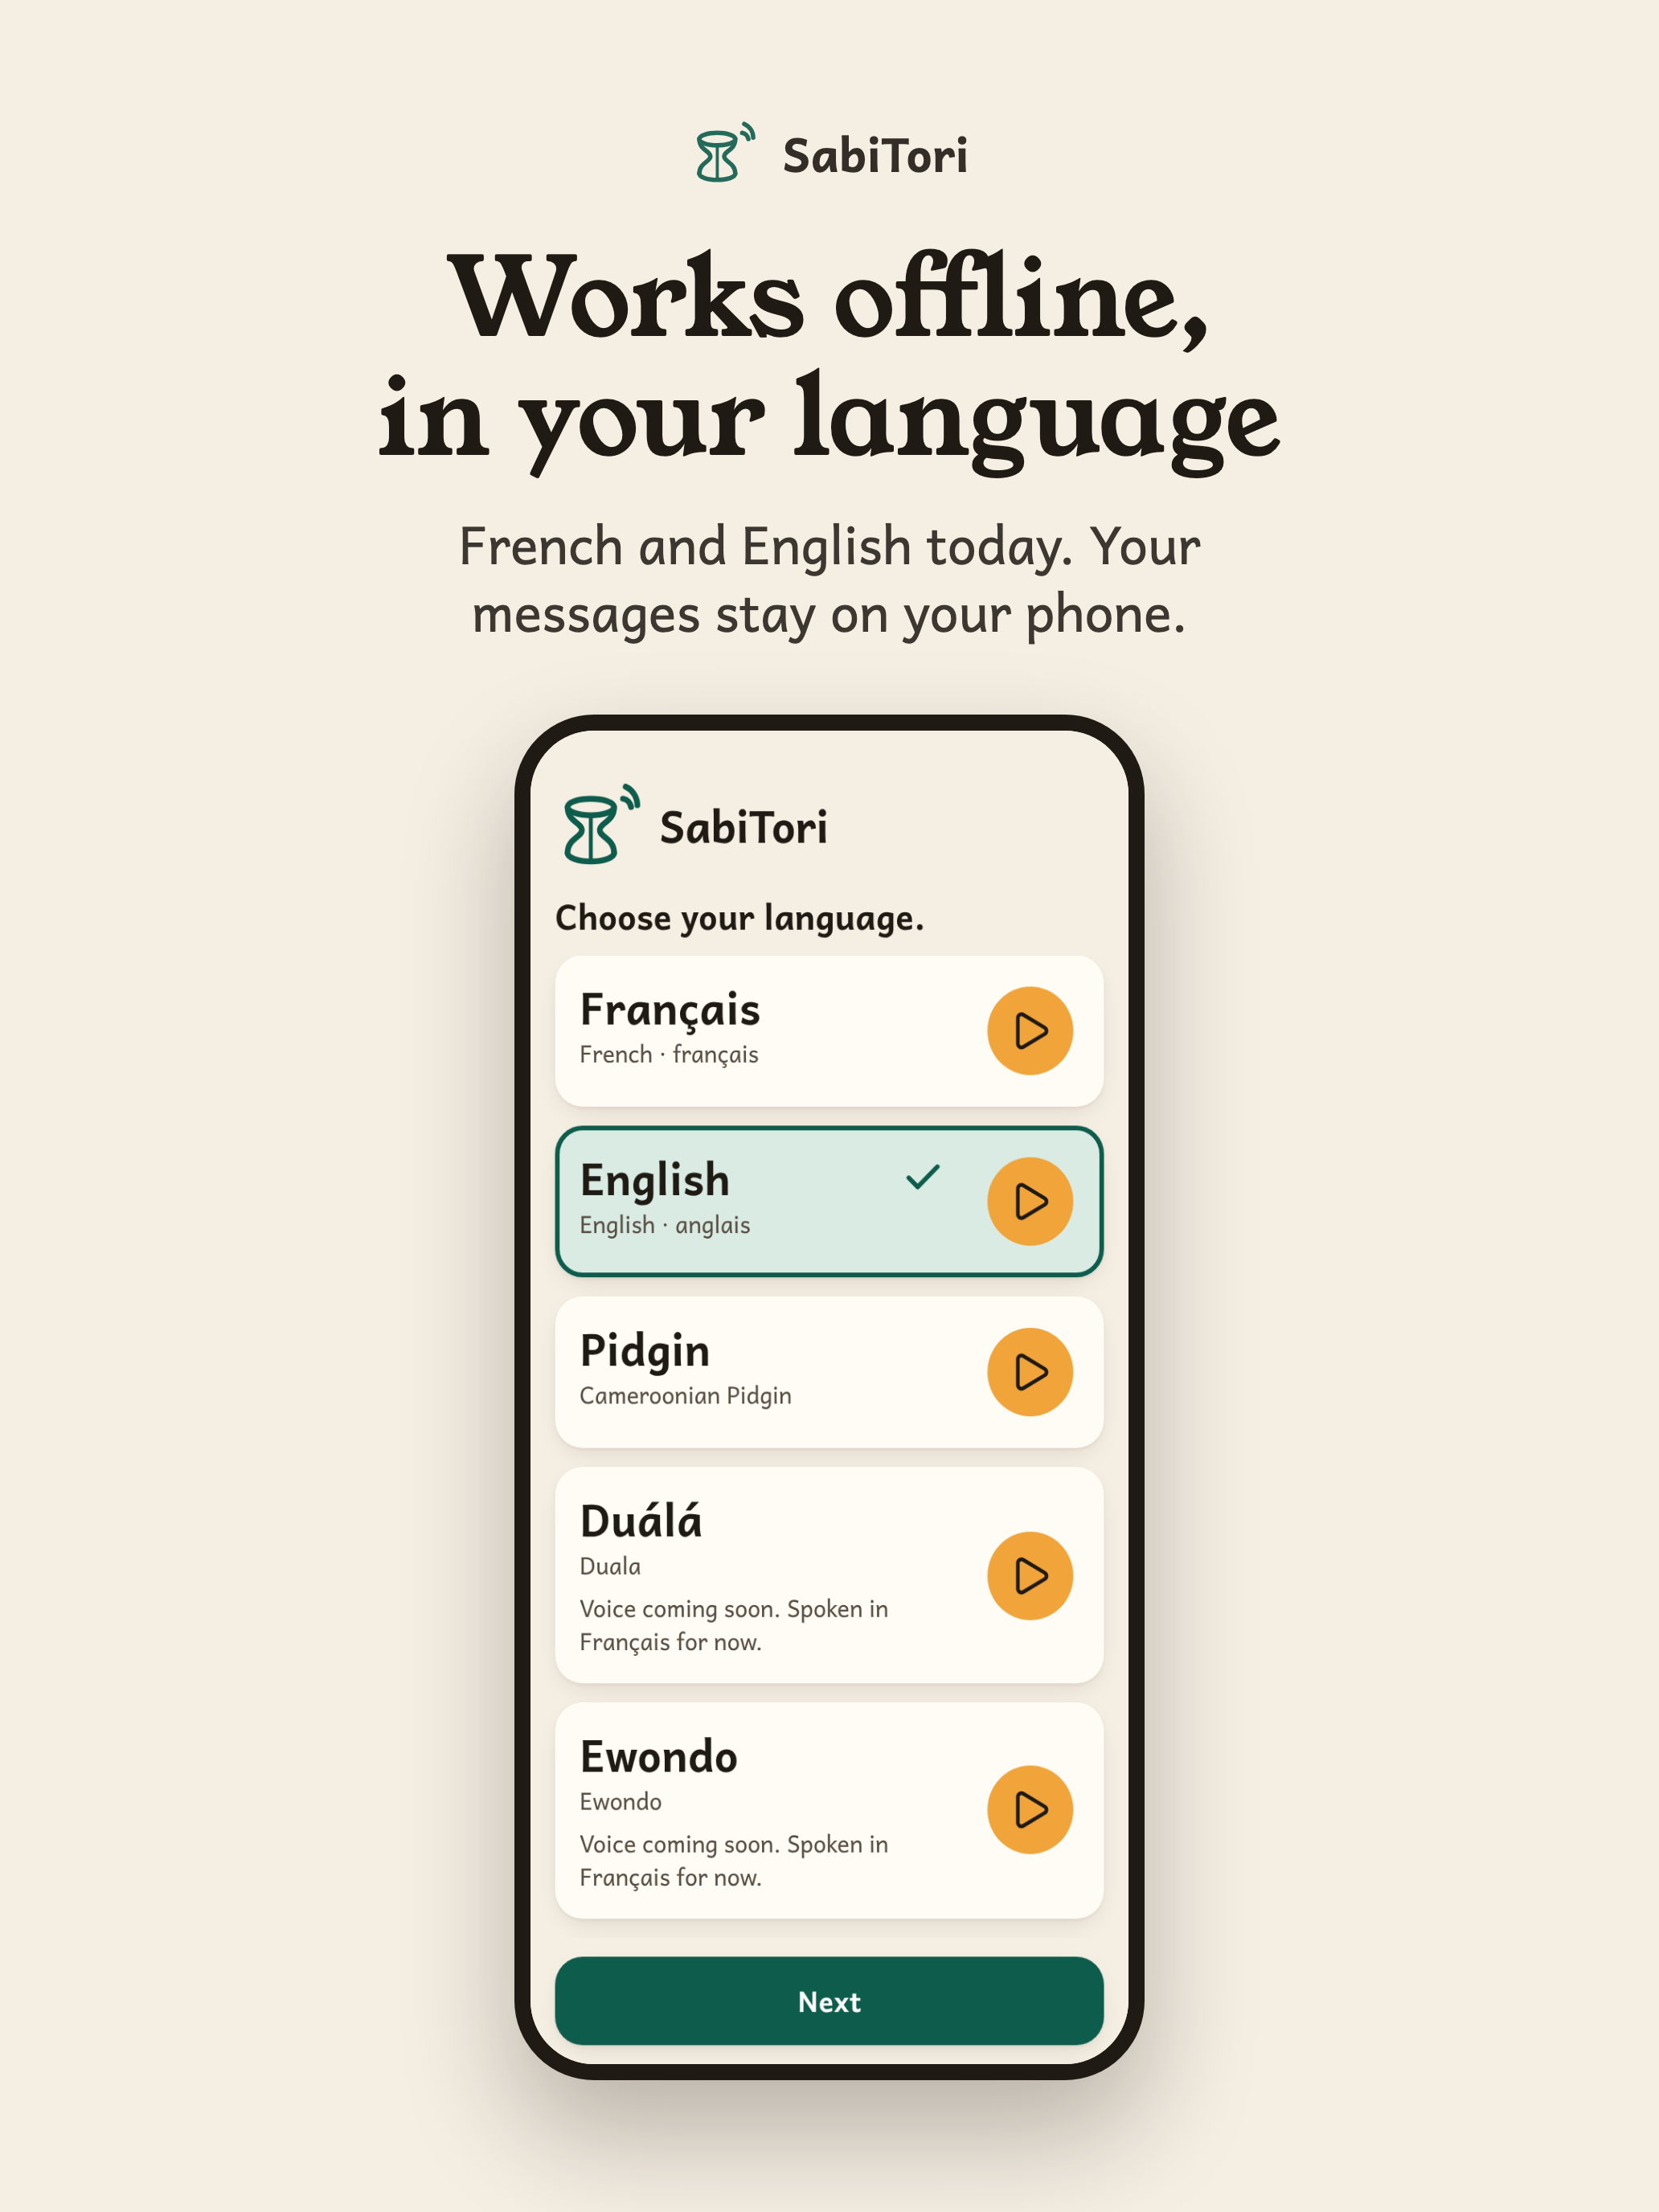 SabiTori
Works offline,
in your language
French and English today. Your
messages stay on your phone.
SabiTori
Choose your language.
Français
French · français
English
English · anglais
Pidgin
Cameroonian Pidgin
Duálá
Duala
Voice coming soon. Spoken in
Français for now.
Ewondo
Ewondo
Voice coming soon. Spoken in
Français for now.
Next